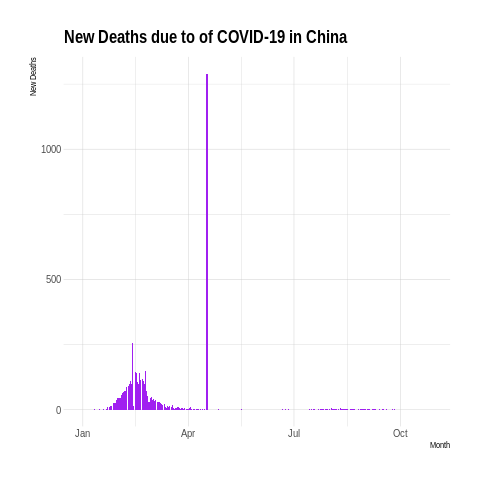 New Deaths due to of COVID-19 in China
New Deaths
1000
500
0
Jan Apr Jul Oct
Month